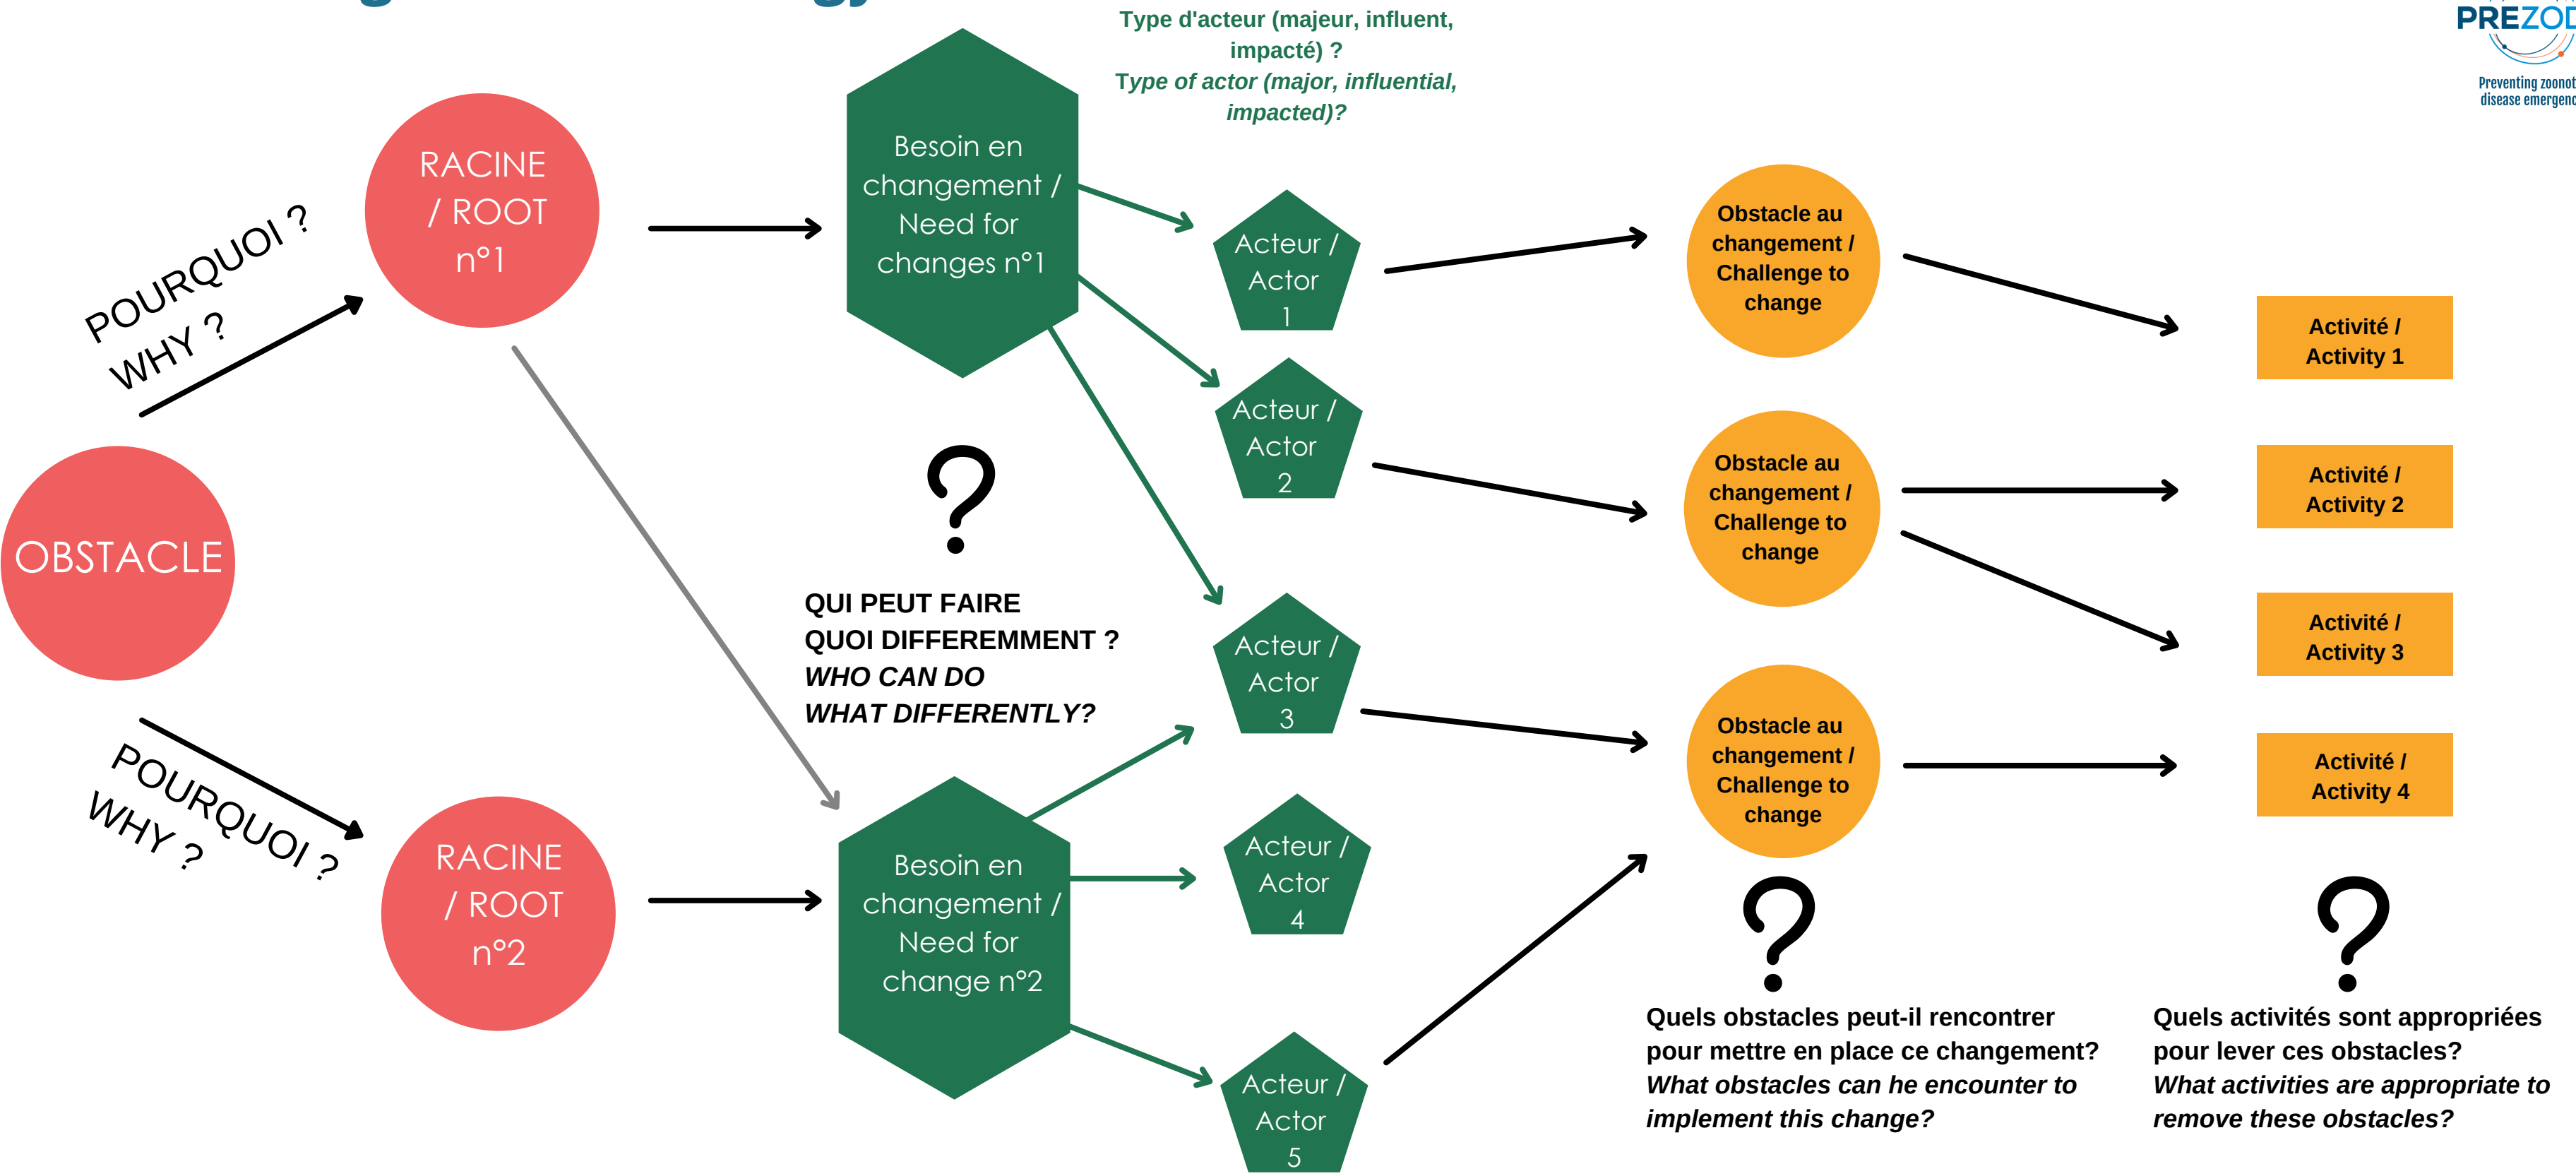 Type d'acteur (majeur, influent,
impacté) ?
Type of actor (major, influential,
impacted)?
Preventing zoonot
disease emergenc
POURQUOI ?
WHY ?
RACINE
/ ROOT
n°1
Besoin en
changement /
Need for
changes n°1
Acteur /
Actor
1
Obstacle au
changement /
Challenge to
change
Activité /
Activity 1
Acteur /
Actor
2
Obstacle au
changement /
Challenge to
change
Activité /
Activity 2
OBSTACLE
?
QUI PEUT FAIRE
QUOI DIFFEREMMENT ?
WHO CAN DO
WHAT DIFFERENTLY?
Acteur /
Actor
3
Obstacle au
changement /
Challenge to
change
Activité /
Activity 3
Activité /
Activity 4
POURQUOI ?
WHY ?
RACINE
/ ROOT
n°2
Besoin en
changement /
Need for
change n°2
Acteur /
Actor
4
Acteur /
Actor
5
?
Quels obstacles peut-il rencontrer
pour mettre en place ce changement?
What obstacles can he encounter to
implement this change?
?
Quels activités sont appropriées
pour lever ces obstacles?
What activities are appropriate to
remove these obstacles?